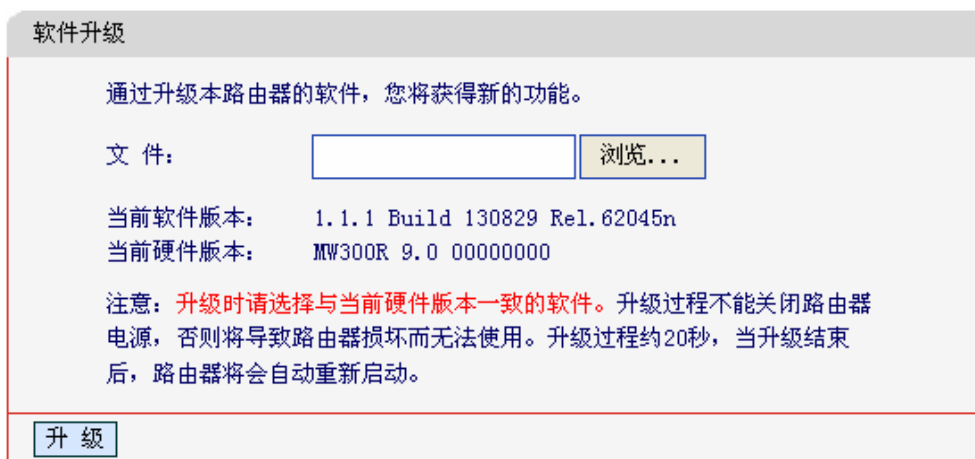 软件升级
通过升级本路由器的软件，您将获得新的功能。
文 件： 浏览...
当前软件版本： 1.1.1 Build 130829 Rel.62045n
当前硬件版本： MW300R 9.0 00000000
注意：升级时请选择与当前硬件版本一致的软件。升级过程不能关闭路由器
电源，否则将导致路由器损坏而无法使用。升级过程约20秒，当升级结束
后，路由器将会自动重新启动。
升 级